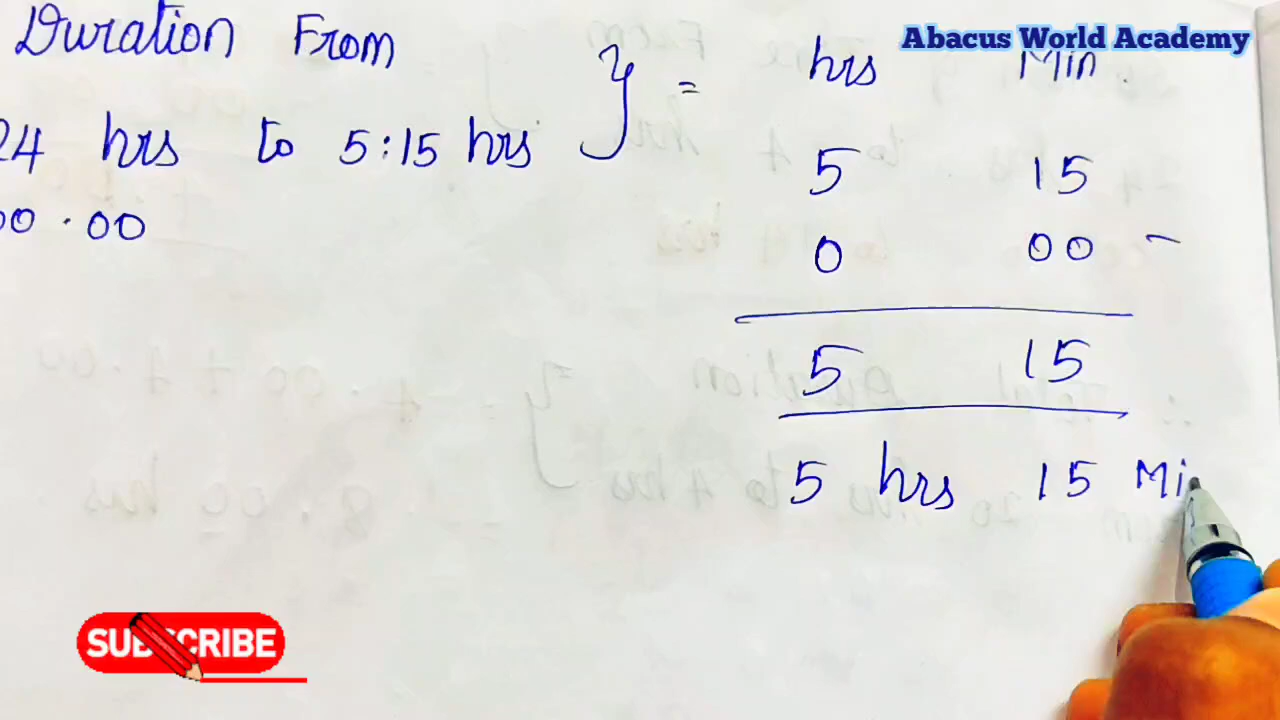 Abacus World Academy
Duration From
24 hrs to 5:15 hrs } =
00.00
hrs Min
5 15
0 00 -
5 15
5 hrs 15 Mi
SUBSCRIBE